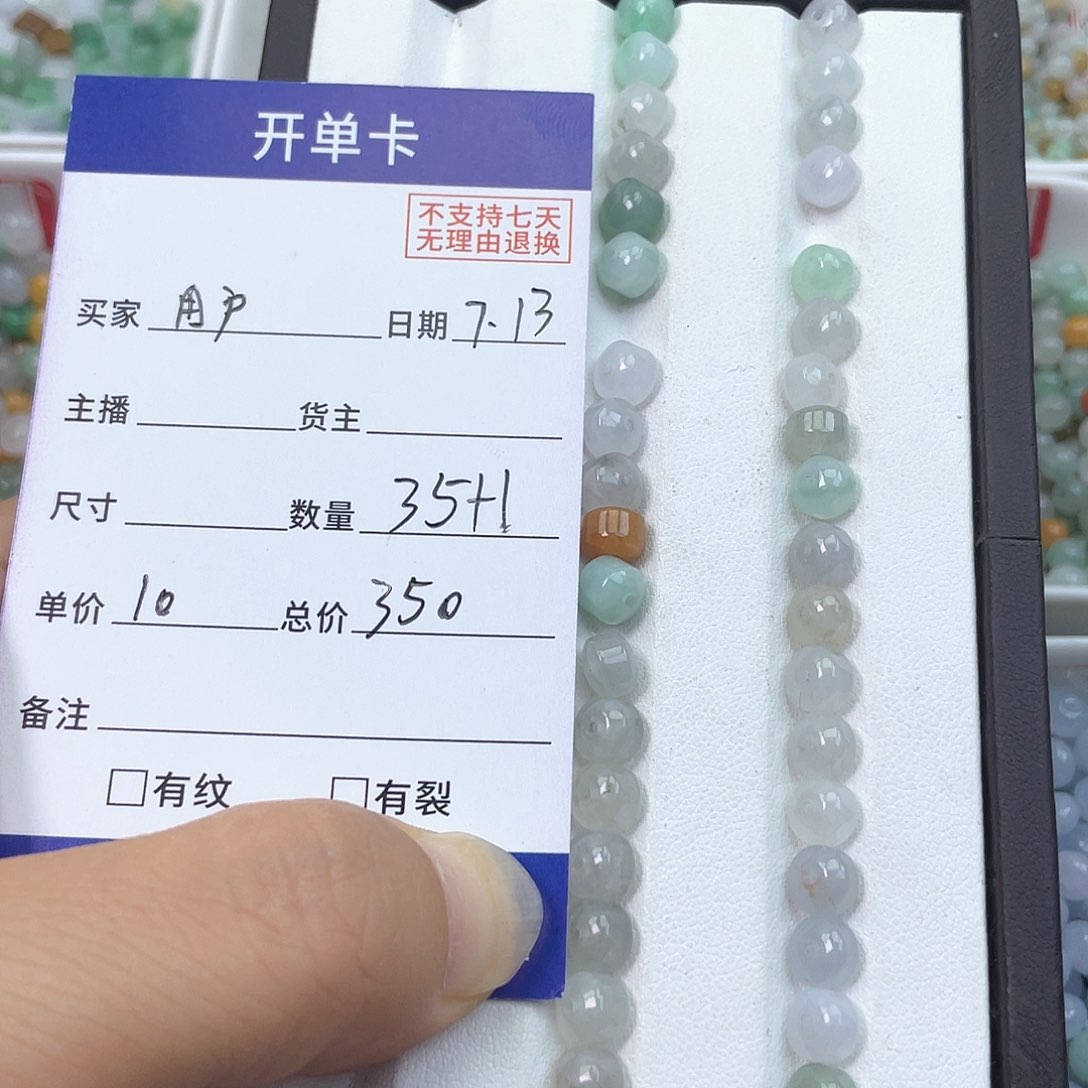 开单卡
不支持七天
无理由退换
买家 用户 日期 7.13
主播 货主
尺寸 数量 35+1
单价 10 总价 350
备注
□有纹 □有裂